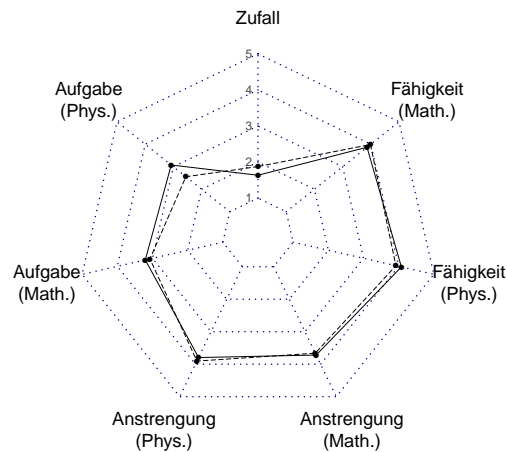 Zufall
5
4
3
2
1
Aufgabe
(Phys.)
Fähigkeit
(Math.)
Aufgabe
(Math.)
Fähigkeit
(Phys.)
Anstrengung
(Phys.)
Anstrengung
(Math.)